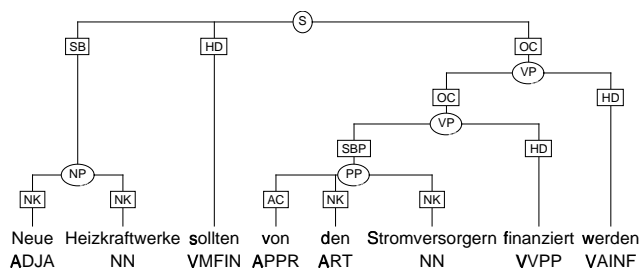 S
SB HD OC
VP
OC HD
VP
SBP HD
NP PP
NK NK AC NK NK
Neue Heizkraftwerke sollten von den Stromversorgern finanziert werden
ADJA NN VMFIN APPR ART NN VVPP VAINF